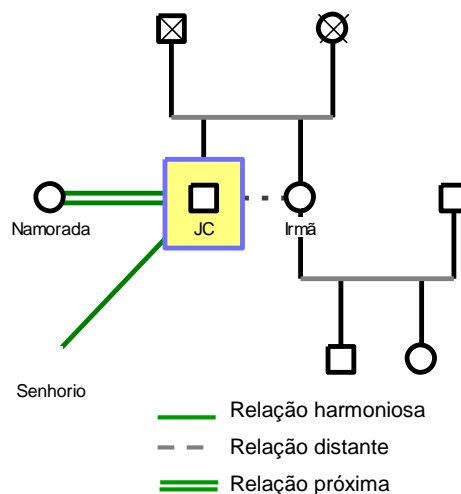 Namorada
JC
Irmã
Senhorio
Relação harmoniosa
Relação distante
Relação próxima